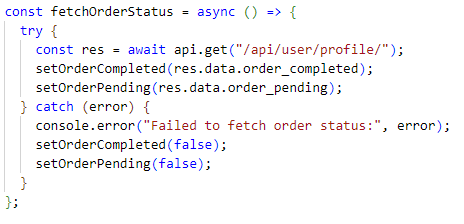 const fetchOrderStatus = async () => {
  try {
    const res = await api.get("/api/user/profile/");
    setOrderCompleted(res.data.order_completed);
    setOrderPending(res.data.order_pending);
  } catch (error) {
    console.error("Failed to fetch order status:", error);
    setOrderCompleted(false);
    setOrderPending(false);
  }
};